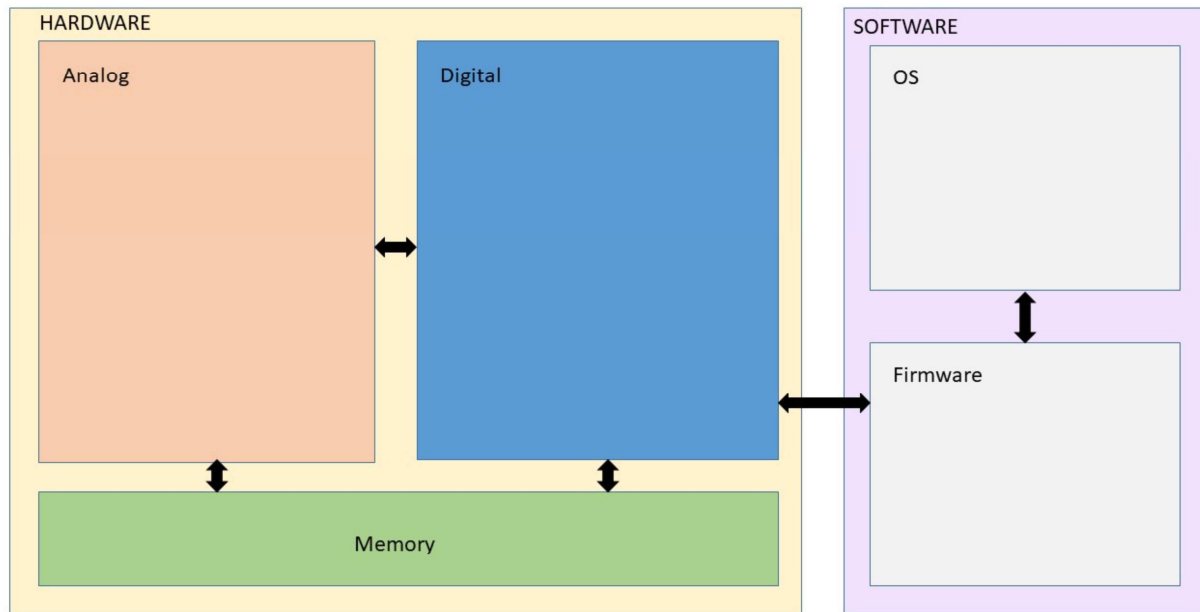 HARDWARE
Analog
Digital
Memory
SOFTWARE
OS
Firmware